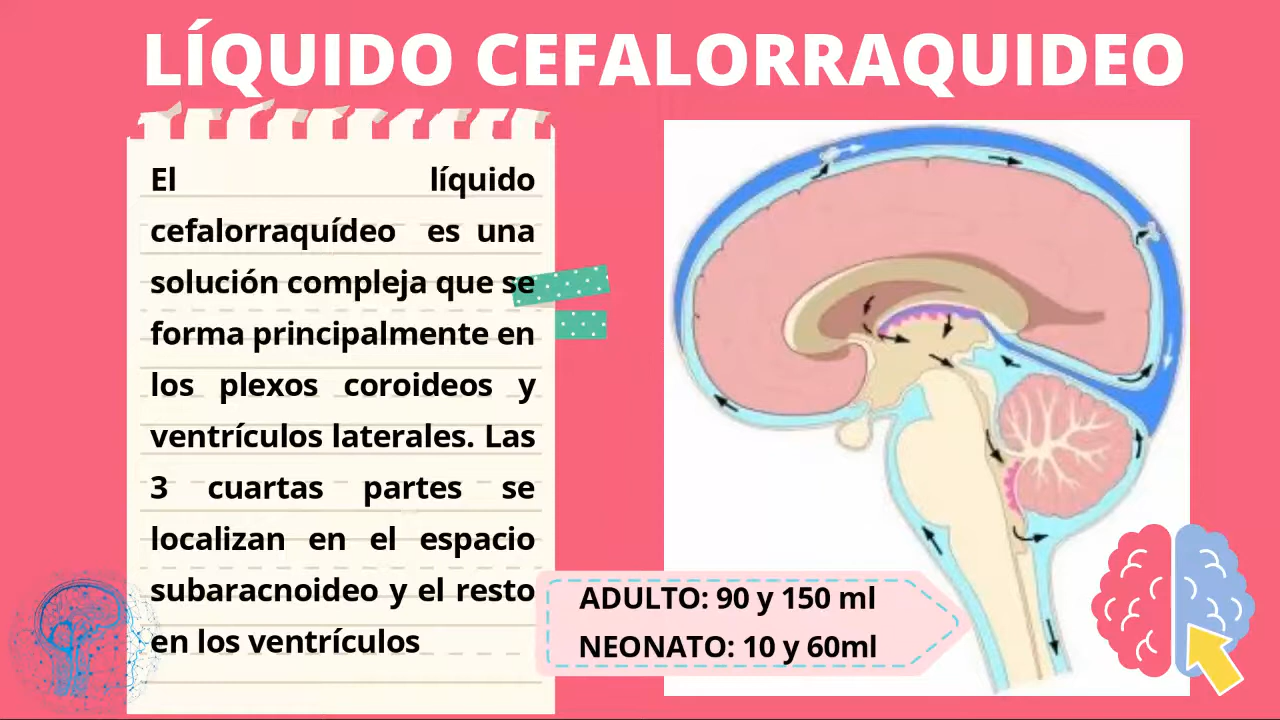 LÍQUIDO CEFALORRAQUIDEO
El líquido
cefalorraquídeo es una
solución compleja que se
forma principalmente en
los plexos coroideos y
ventrículos laterales. Las
3 cuartas partes se
localizan en el espacio
subaracnoideo y el resto
en los ventrículos
ADULTO: 90 y 150 ml
NEONATO: 10 y 60ml